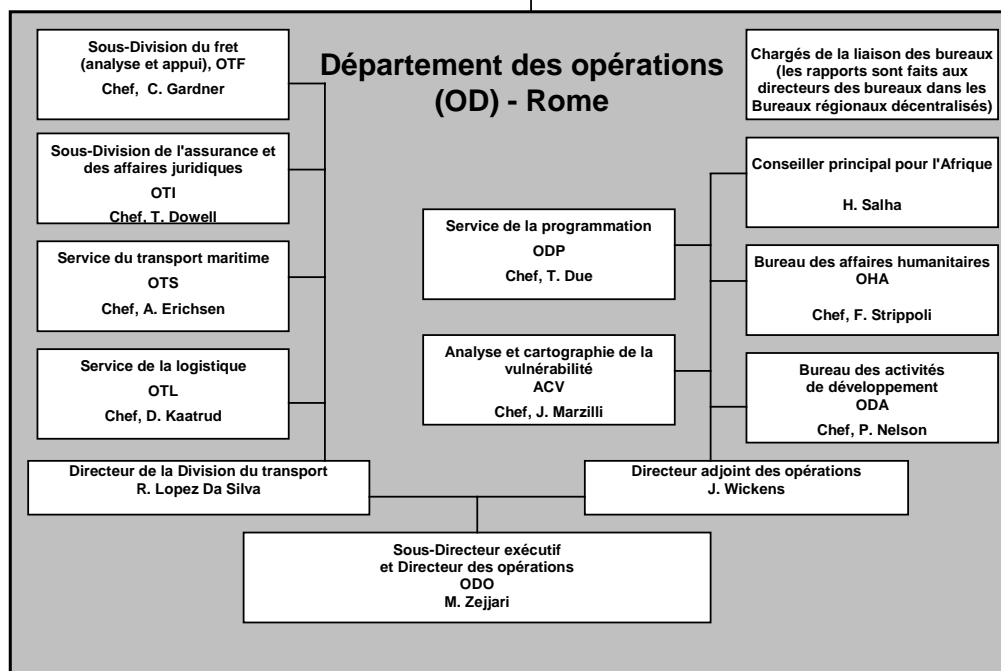 Sous-Division du fret
(analyse et appui), OTF
Chef, C. Gardner
Département des opérations
(OD) - Rome
Chargés de la liaison des bureaux
(les rapports sont faits aux
directeurs des bureaux dans les
Bureaux régionaux décentralisés)
Sous-Division de l'assurance et
des affaires juridiques
OTI
Chef, T. Dowell
Conseiller principal pour l'Afrique
H. Salha
Service de la programmation
ODP
Chef, T. Due
Service du transport maritime
OTS
Chef, A. Erichsen
Bureau des affaires humanitaires
OHA
Chef, F. Strippoli
Analyse et cartographie de la
vulnérabilité
ACV
Chef, J. Marzilli
Service de la logistique
OTL
Chef, D. Kaatrud
Bureau des activités
de développement
ODA
Chef, P. Nelson
Directeur de la Division du transport
R. Lopez Da Silva
Directeur adjoint des opérations
J. Wickens
Sous-Directeur exécutif
et Directeur des opérations
ODO
M. Zejjari